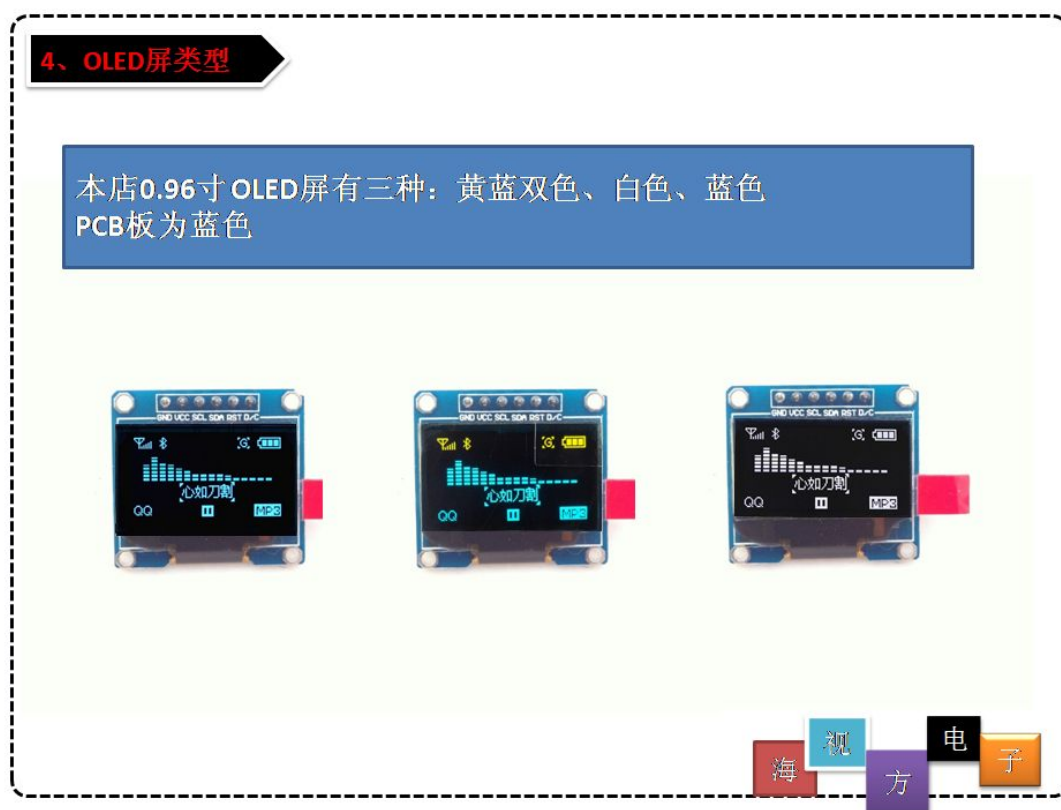 4、OLED屏类型
本店0.96寸OLED屏有三种：黄蓝双色、白色、蓝色
PCB板为蓝色
GND VCC SCL SDA RST D/C
心如刀割
QQ
MP3
GND VCC SCL SDA RST D/C
G
心如刀割
QQ
MP3
GND VCC SCL SDA RST D/C
G
心如刀割
QQ
MP3
海视方电子